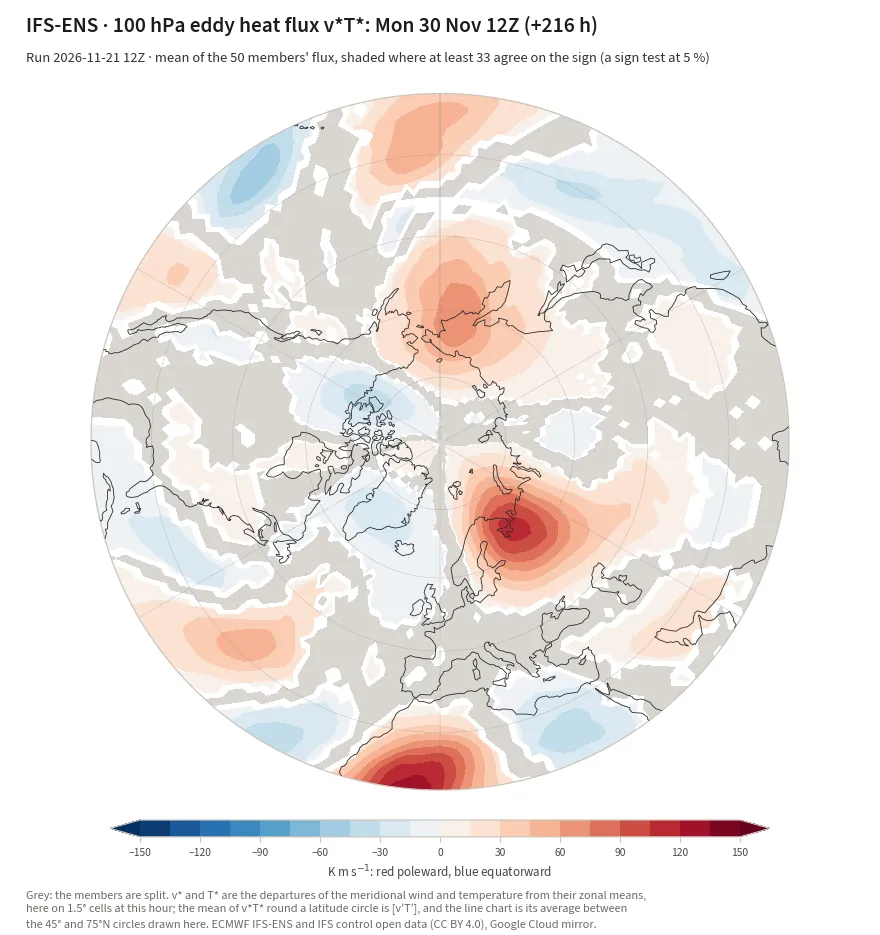 IFS-ENS · 100 hPa eddy heat flux v*T*: Mon 30 Nov 12Z (+216 h)
Run 2026-11-21 12Z · mean of the 50 members' flux, shaded where at least 33 agree on the sign (a sign test at 5 %)
−150 −120 −90 −60 −30 0 30 60 90 120 150
K m s⁻¹: red poleward, blue equatorward
Grey: the members are split. v* and T* are the departures of the meridional wind and temperature from their zonal means,
here on 1.5° cells at this hour; the mean of v*T* round a latitude circle is [v′T′], and the line chart is its average between
the 45° and 75°N circles drawn here. ECMWF IFS-ENS and IFS control open data (CC BY 4.0), Google Cloud mirror.